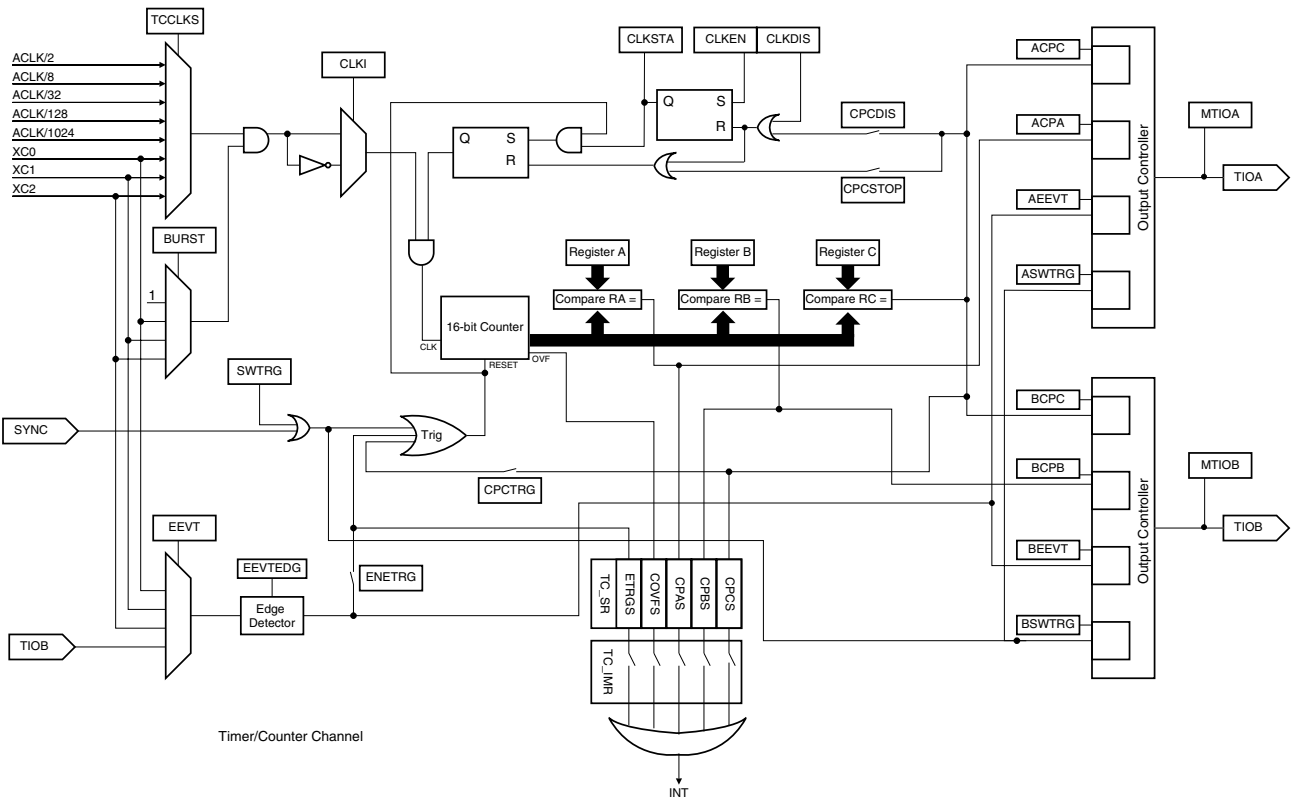 TCCLKS
ACLK/2
ACLK/8
ACLK/32
ACLK/128
ACLK/1024
XC0
XC1
XC2
CLKI
CLKSTA
CLKEN
CLKDIS
Q
S
R
Q
S
R
CPCDIS
CPCSTOP
ACPC
ACPA
AEEVT
ASWTRG
Output Controller
MTIOA
TIOA
BURST
1
Register A
Register B
Register C
Compare RA =
Compare RB =
Compare RC =
16-bit Counter
CLK
RESET
OVF
SWTRG
SYNC
Trig
CPCTRG
BCPC
BCPB
BEEVT
BSWTRG
Output Controller
MTIOB
TIOB
EEVT
EEVTEDG
Edge
Detector
ENETRG
TIOB
TC_SR
ETRGS
COVFS
CPAS
CPBS
CPCS
TC_IMR
Timer/Counter Channel
INT